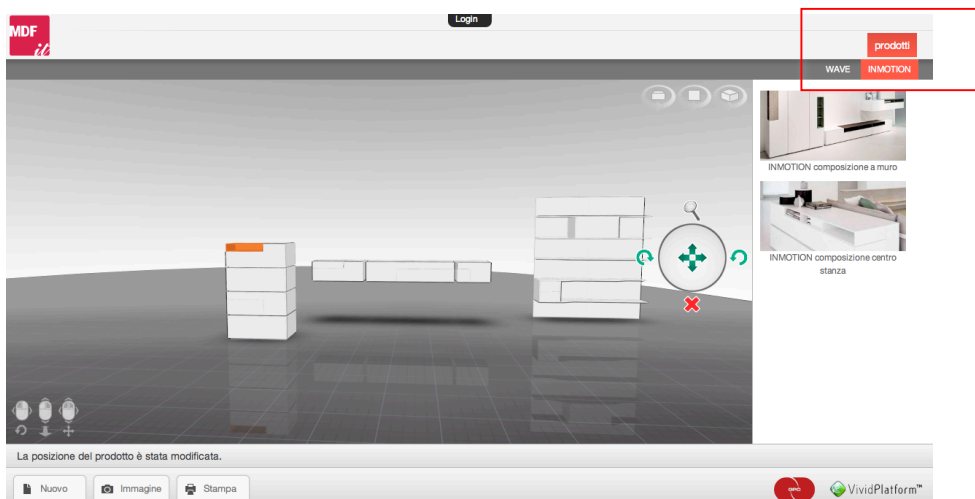 Login
MDF
it
prodotti
WAVE INMOTION
INMOTION composizione a muro
INMOTION composizione centro
stanza
La posizione del prodotto è stata modificata.
Nuovo Immagine Stampa
VividPlatform™